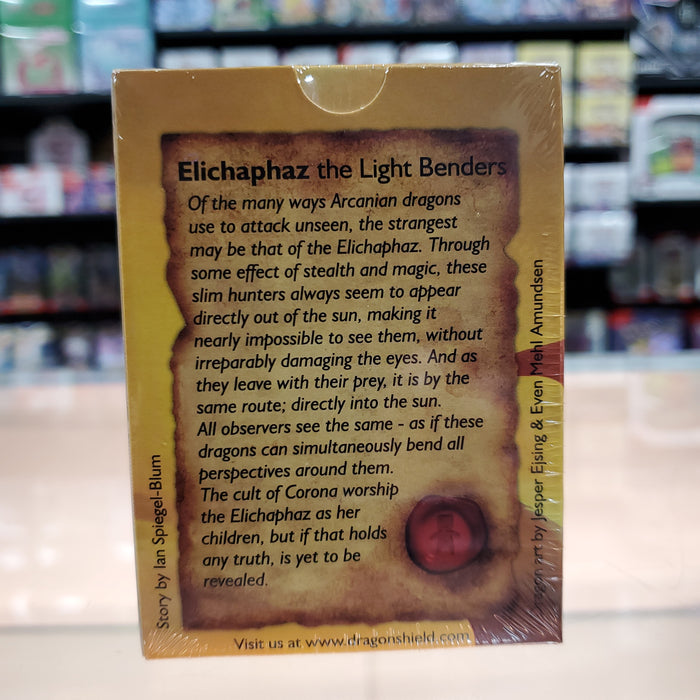 Elichaphaz the Light Benders
Of the many ways Arcanian dragons
use to attack unseen, the strangest
may be that of the Elichaphaz. Through
some effect of stealth and magic, these
slim hunters always seem to appear
directly out of the sun, making it
nearly impossible to see them, without
irreparably damaging the eyes. And as
they leave with their prey, it is by the
same route; directly into the sun.
All observers see the same - as if these
dragons can simultaneously bend all
perspectives around them.
The cult of Corona worship
the Elichaphaz as her
children, but if that holds
any truth, is yet to be
revealed.
Story by Ian Spiegel-Blum
art by Jesper Ejsing & Even Mehl Amundsen
Visit us at www.dragonshield.com